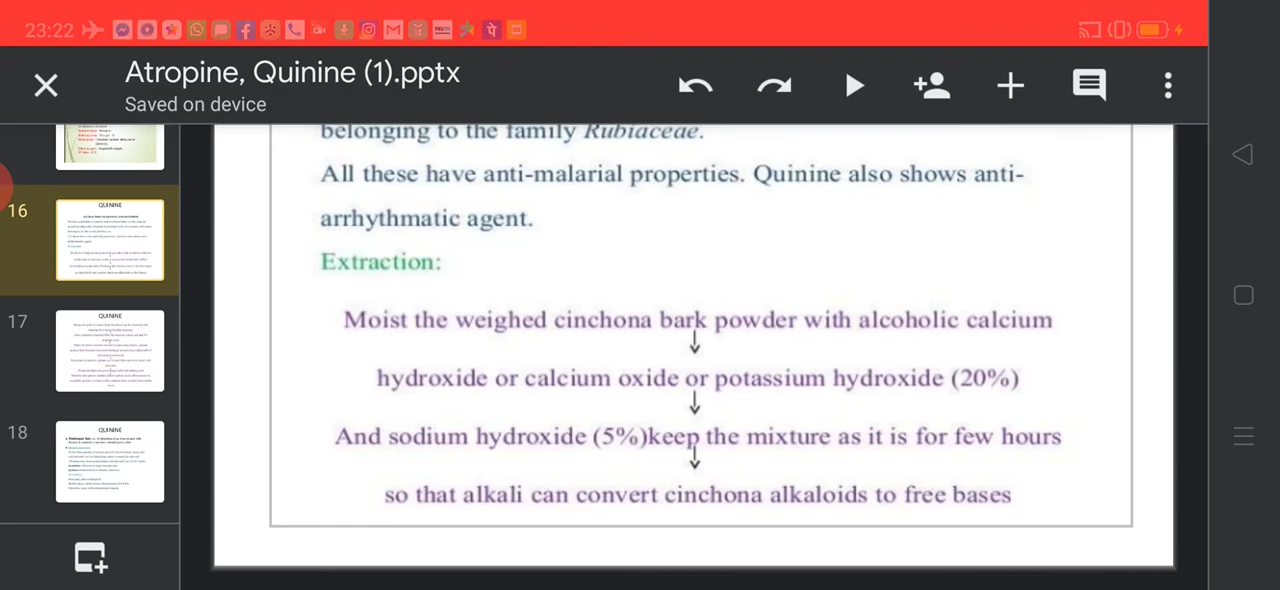 23:22
Atropine, Quinine (1).pptx
Saved on device
16
17
18
QUININE
QUININE
QUININE
belonging to the family Rubiaceae.
All these have anti-malarial properties. Quinine also shows anti-
arrhythmatic agent.
Extraction:
Moist the weighed cinchona bark powder with alcoholic calcium
hydroxide or calcium oxide or potassium hydroxide (20%)
And sodium hydroxide (5%)keep the mixture as it is for few hours
so that alkali can convert cinchona alkaloids to free bases